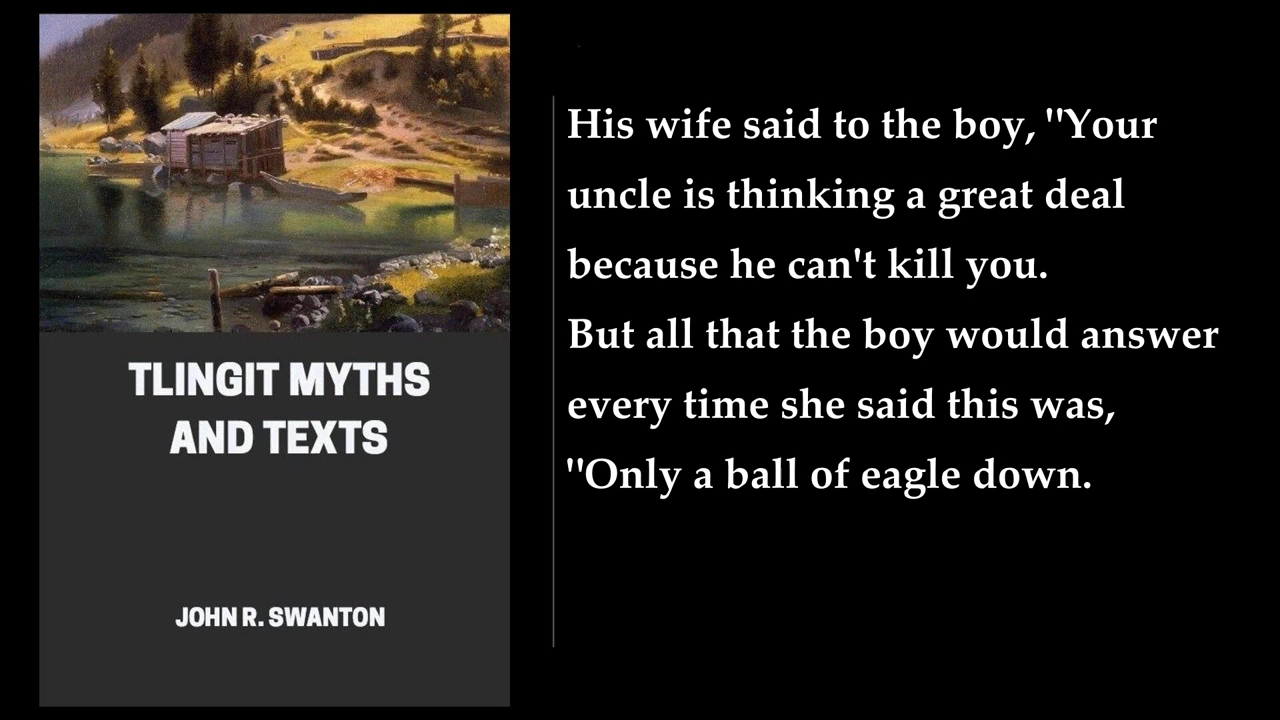 TLINGIT MYTHS
AND TEXTS
JOHN R. SWANTON
His wife said to the boy, "Your
uncle is thinking a great deal
because he can't kill you.
But all that the boy would answer
every time she said this was,
"Only a ball of eagle down.